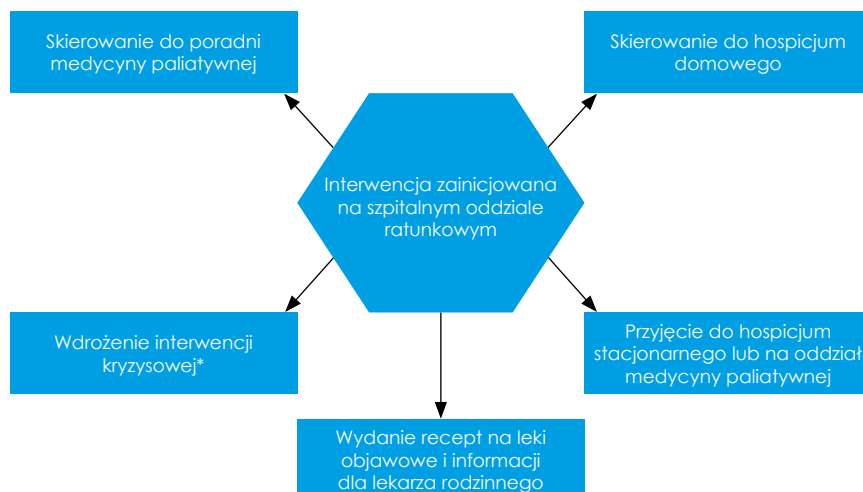 Skierowanie do poradni
medycyny paliatywnej
Skierowanie do hospicjum
domowego
Interwencja zainicjowana
na szpitalnym oddziale
ratunkowym
Wdrożenie interwencji
kryzysowej*
Przyjęcie do hospicjum
stacjonarnego lub na oddział
medycyny paliatywnej
Wydanie recept na leki
objawowe i informacji
dla lekarza rodzinnego